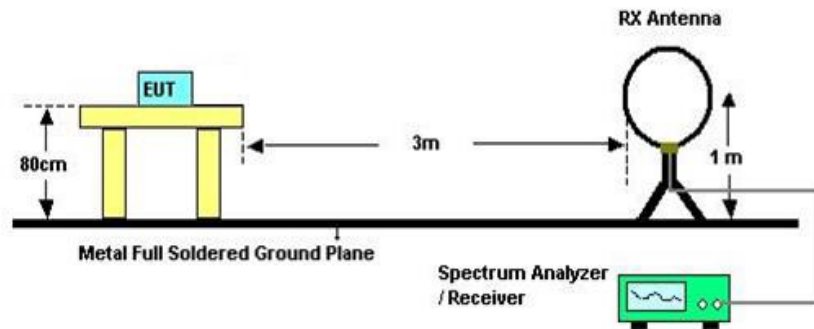 RX Antenna
EUT
3m
80cm
1 m
Metal Full Soldered Ground Plane
Spectrum Analyzer
/ Receiver